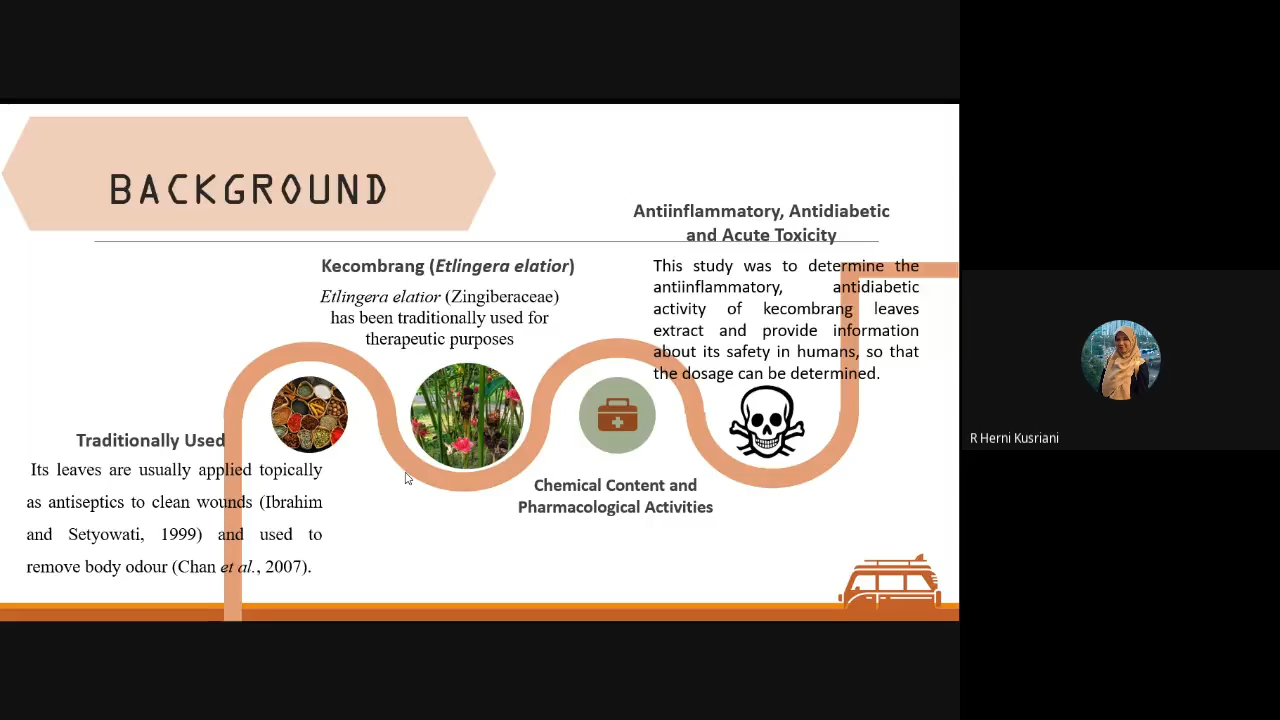 BACKGROUND
Antiinflammatory, Antidiabetic
and Acute Toxicity
This study was to determine the
antiinflammatory, antidiabetic
activity of kecombrang leaves
extract and provide information
about its safety in humans, so that
the dosage can be determined.
Kecombrang (Etlingera elatior)
Etlingera elatior (Zingiberaceae)
has been traditionally used for
therapeutic purposes
Traditionally Used
Its leaves are usually applied topically
as antiseptics to clean wounds (Ibrahim
and Setyowati, 1999) and used to
remove body odour (Chan et al., 2007).
Chemical Content and
Pharmacological Activities
R Herni Kusriani